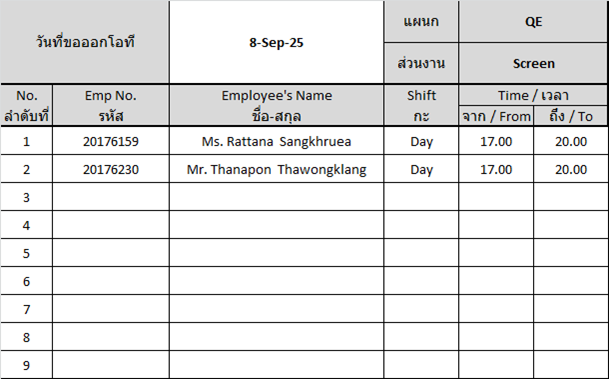 วันที่ขอออกโอที 8-Sep-25 แผนก QE
ส่วนงาน Screen
No. Emp No. Employee's Name Shift Time / เวลา
ลำดับที่ รหัส ชื่อ-สกุล กะ จาก / From ถึง / To
1 20176159 Ms. Rattana Sangkhruea Day 17.00 20.00
2 20176230 Mr. Thanapon Thawongklang Day 17.00 20.00
3
4
5
6
7
8
9